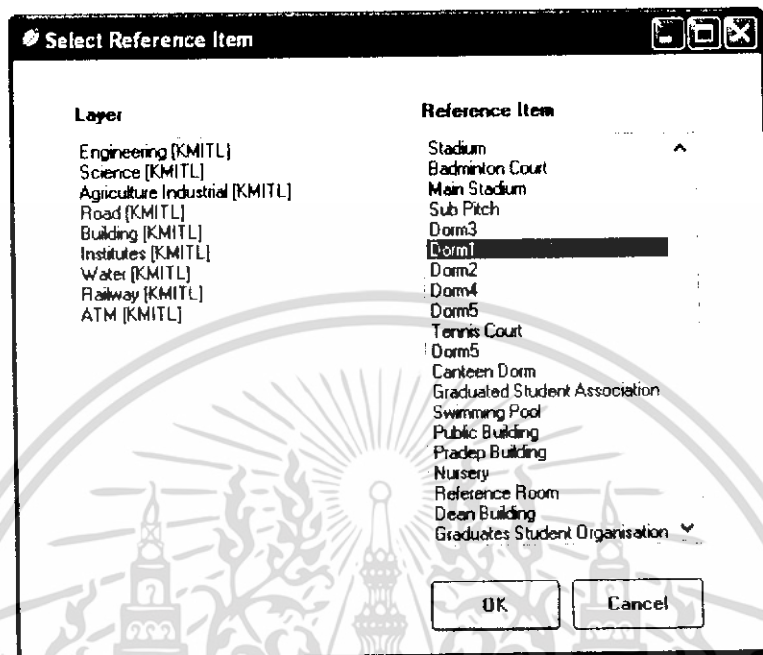 Select Reference Item
Layer
Engineering [KMITL]
Science [KMITL]
Agriculture Industrial [KMITL]
Road [KMITL]
Building [KMITL]
Institutes [KMITL]
Water [KMITL]
Railway [KMITL]
ATM [KMITL]
Reference Item
Stadium
Badminton Court
Main Stadium
Sub Pitch
Dorm3
Dorm1
Dorm2
Dorm4
Dorm5
Tennis Court
Dorm5
Canteen Dorm
Graduated Student Association
Swimming Pool
Public Building
Pradep Building
Nursery
Reference Room
Dean Building
Graduates Student Organisation
OK
Cancel